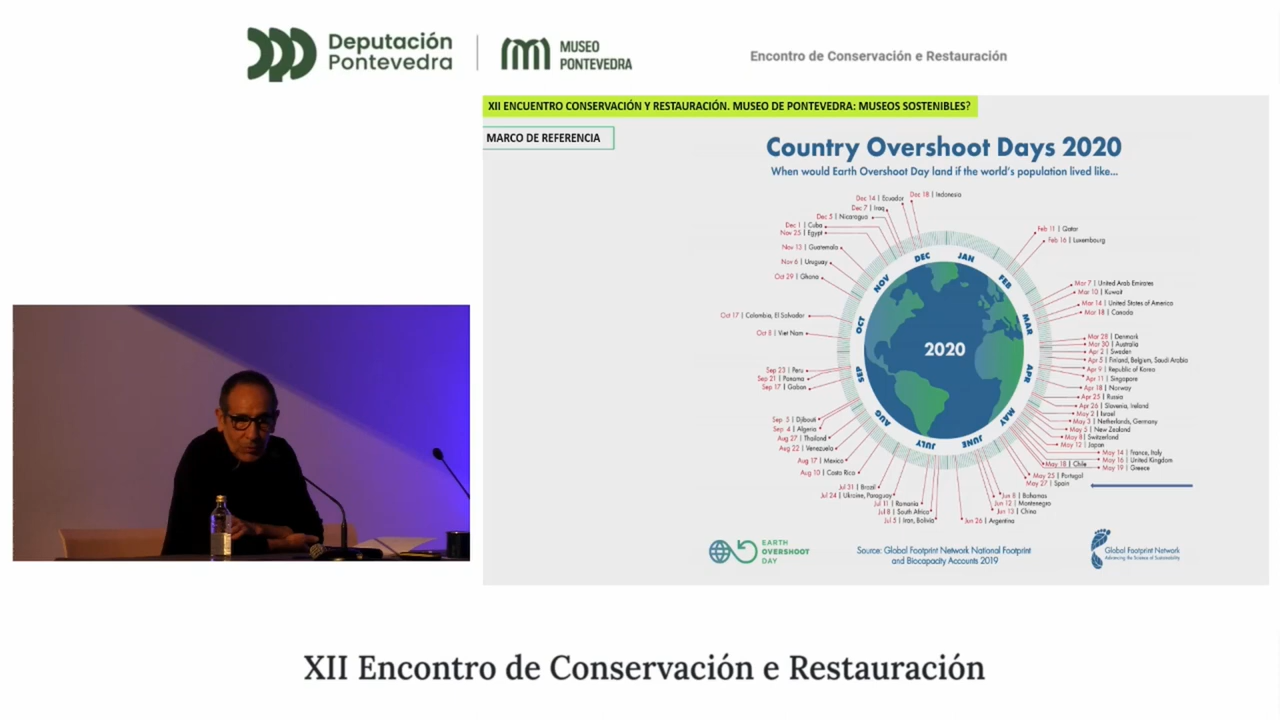 Deputación
Pontevedra
MUSEO
PONTEVEDRA
Encontro de Conservación e Restauración
XII ENCUENTRO CONSERVACIÓN Y RESTAURACIÓN. MUSEO DE PONTEVEDRA: MUSEOS SOSTENIBLES?
MARCO DE REFERENCIA
Country Overshoot Days 2020
When would Earth Overshoot Day land if the world's population lived like...
Dec 18 | Indonesia
Dec 14 | Ecuador
Dec 7 | Iraq
Dec 5 | Nicaragua
Dec 1 | Cuba
Nov 25 | Egypt
Nov 13 | Guatemala
Nov 6 | Uruguay
Oct 29 | Ghana
Oct 17 | Colombia, El Salvador
Oct 8 | Viet Nam
Sep 23 | Peru
Sep 21 | Panama
Sep 17 | Gabon
Sep 3 | Djibouti
Sep 4 | Algeria
Aug 27 | Thailand
Aug 22 | Venezuela
Aug 17 | Mexico
Aug 10 | Costa Rica
Jul 31 | Brazil
Jul 24 | Ukraine, Paraguay
Jul 11 | Romania
Jul 8 | South Africa
Jul 5 | Iran, Bolivia
Feb 11 | Qatar
Feb 16 | Luxembourg
Mar 7 | United Arab Emirates
Mar 10 | Kuwait
Mar 14 | United States of America
Mar 18 | Canada
Mar 28 | Denmark
Mar 30 | Australia
Apr 2 | Sweden
Apr 5 | Finland, Belgium, Saudi Arabia
Apr 9 | Republic of Korea
Apr 11 | Singapore
Apr 18 | Norway
Apr 25 | Russia
Apr 26 | Slovenia, Ireland
May 2 | Israel
May 3 | Netherlands, Germany
May 5 | New Zealand
May 8 | Switzerland
May 12 | Japan
May 14 | France, Italy
May 16 | United Kingdom
May 18 | Chile
May 19 | Greece
May 25 | Portugal
May 27 | Spain
Jun 8 | Bahamas
Jun 12 | Montenegro
Jun 13 | China
Jun 26 | Argentina
JAN
FEB
MAR
APR
MAY
JUNE
JULY
AUG
SEP
OCT
NOV
DEC
2020
EARTH
OVERSHOOT
DAY
Source: Global Footprint Network National Footprint
and Biocapacity Accounts 2019
Global Footprint Network
Advancing the Science of Sustainability
XII Encontro de Conservación e Restauración